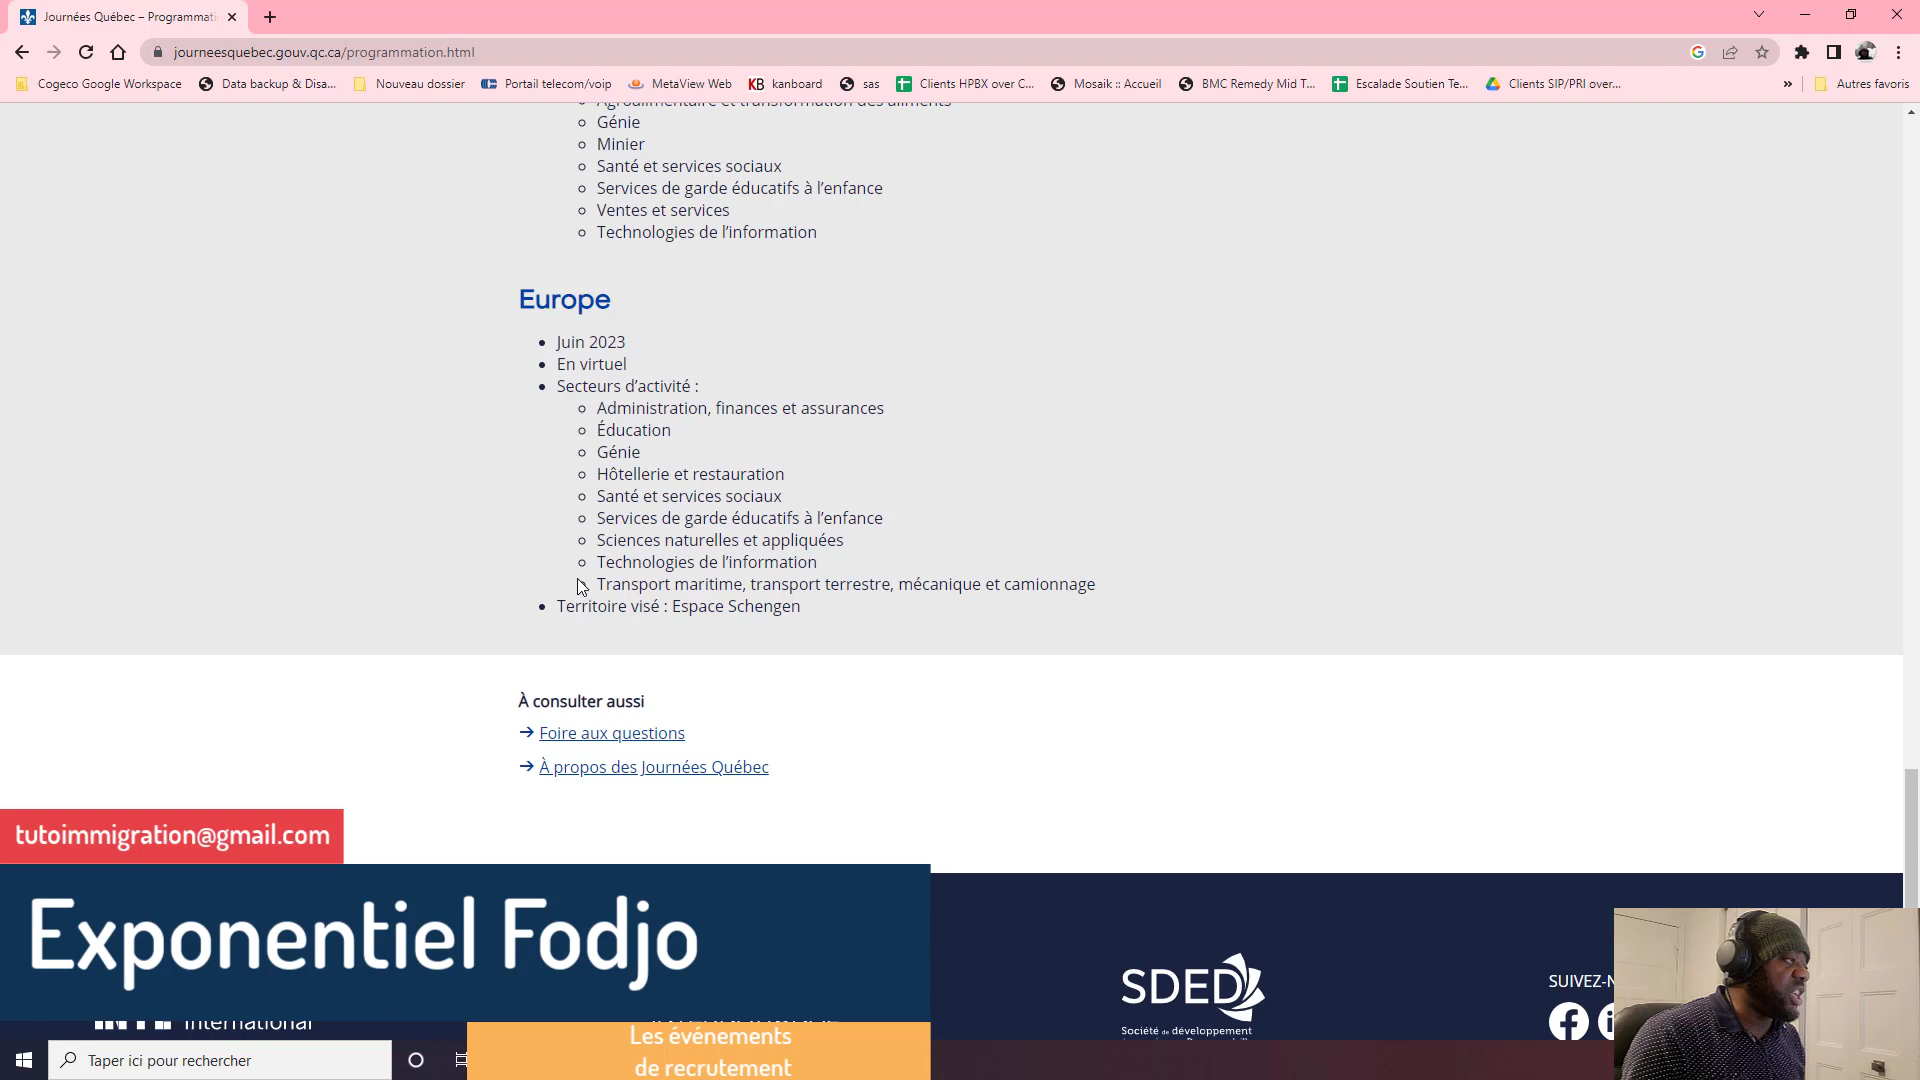 Journées Québec – Programmati
journeesquebec.gouv.qc.ca/programmation.html
Cogeco Google Workspace
Data backup & Disa...
Nouveau dossier
Portail telecom/voip
MetaView Web
KB kanboard
sas
Clients HPBX over C...
Mosaik :: Accueil
BMC Remedy Mid T...
Escalade Soutien Te...
Clients SIP/PRI over...
»
Autres favoris
Agroalimentaire et transformation des aliments
Génie
Minier
Santé et services sociaux
Services de garde éducatifs à l’enfance
Ventes et services
Technologies de l’information
Europe
Juin 2023
En virtuel
Secteurs d’activité :
Administration, finances et assurances
Éducation
Génie
Hôtellerie et restauration
Santé et services sociaux
Services de garde éducatifs à l’enfance
Sciences naturelles et appliquées
Technologies de l’information
Transport maritime, transport terrestre, mécanique et camionnage
Territoire visé : Espace Schengen
À consulter aussi
Foire aux questions
À propos des Journées Québec
tutoimmigration@gmail.com
Exponentiel Fodjo
International
Les événements
de recrutement
SDED
Société de développement
SUIVEZ-N
Taper ici pour rechercher